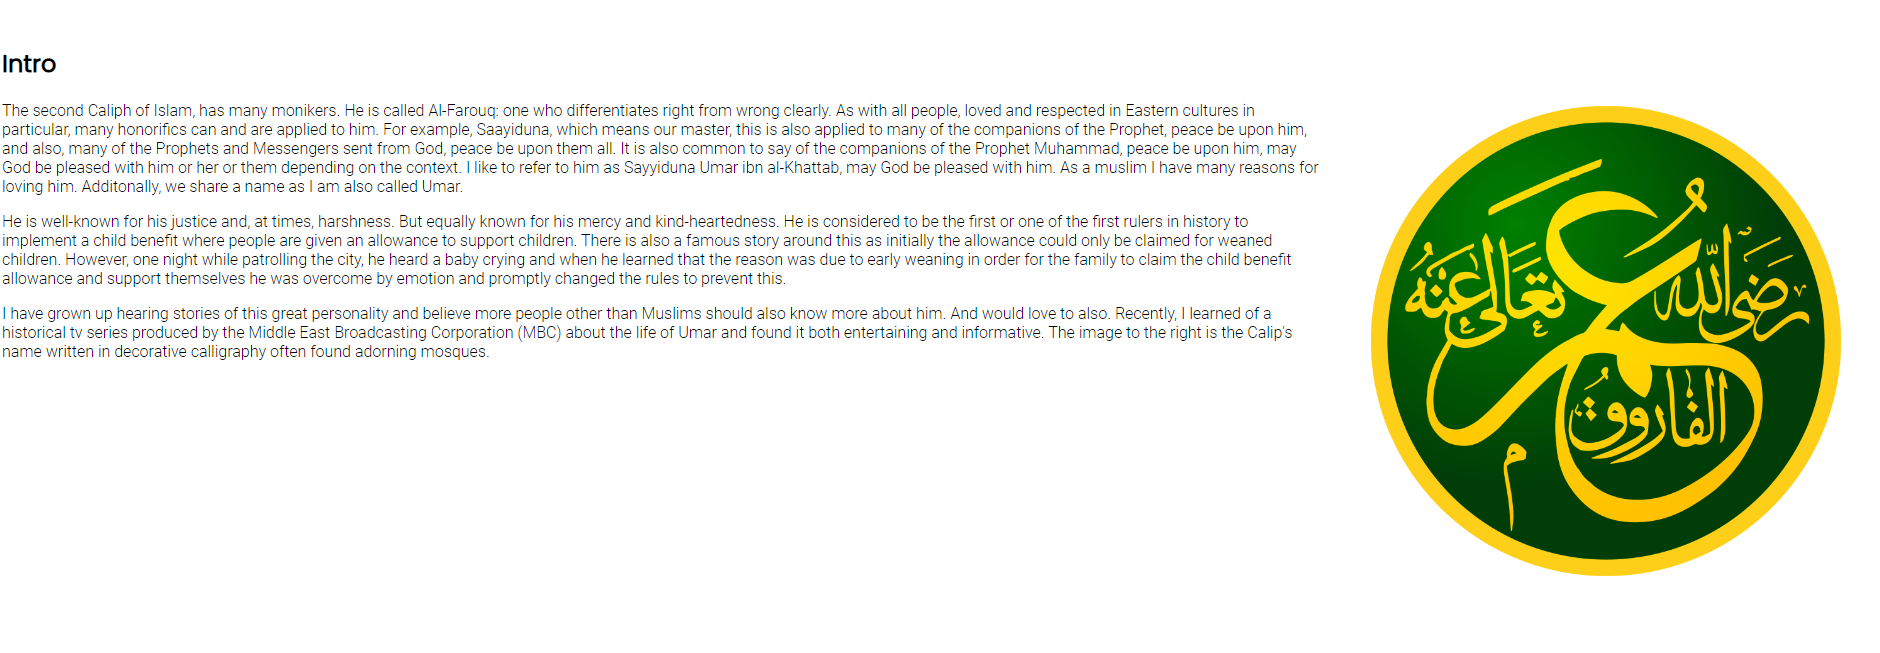 Intro
The second Caliph of Islam, has many monikers. He is called Al-Farouq: one who differentiates right from wrong clearly. As with all people, loved and respected in Eastern cultures in
particular, many honorifics can and are applied to him. For example, Saayiduna, which means our master, this is also applied to many of the companions of the Prophet, peace be upon him,
and also, many of the Prophets and Messengers sent from God, peace be upon them all. It is also common to say of the companions of the Prophet Muhammad, peace be upon him, may
God be pleased with him or her or them depending on the context. I like to refer to him as Sayyiduna Umar ibn al-Khattab, may God be pleased with him. As a muslim I have many reasons for
loving him. Additonally, we share a name as I am also called Umar.
He is well-known for his justice and, at times, harshness. But equally known for his mercy and kind-heartedness. He is considered to be the first or one of the first rulers in history to
implement a child benefit where people are given an allowance to support children. There is also a famous story around this as initially the allowance could only be claimed for weaned
children. However, one night while patrolling the city, he heard a baby crying and when he learned that the reason was due to early weaning in order for the family to claim the child benefit
allowance and support themselves he was overcome by emotion and promptly changed the rules to prevent this.
I have grown up hearing stories of this great personality and believe more people other than Muslims should also know more about him. And would love to also. Recently, I learned of a
historical tv series produced by the Middle East Broadcasting Corporation (MBC) about the life of Umar and found it both entertaining and informative. The image to the right is the Calip's
name written in decorative calligraphy often found adorning mosques.
عمر
رضي الله تعالى عنه
الفاروق